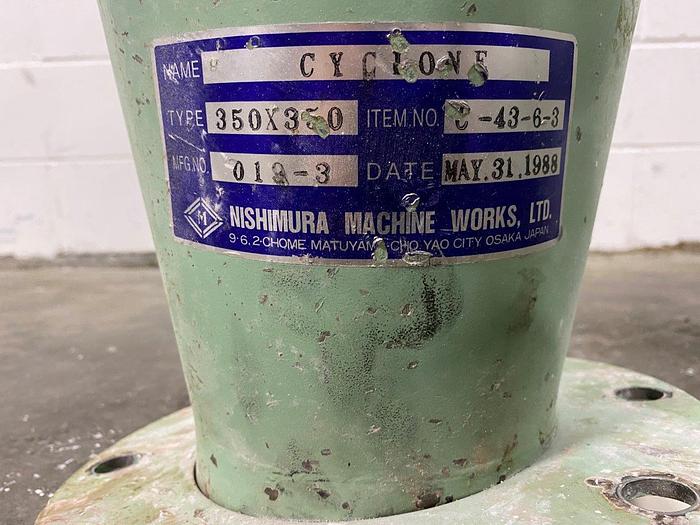 NAME CYCLONE
TYPE 350X350 ITEM.NO. C-43-6-3
MFG.NO. 018-3 DATE MAY.31.1988
M NISHIMURA MACHINE WORKS, LTD.
9·6.2·CHOME MATUYAMA-CHO YAO CITY OSAKA JAPAN